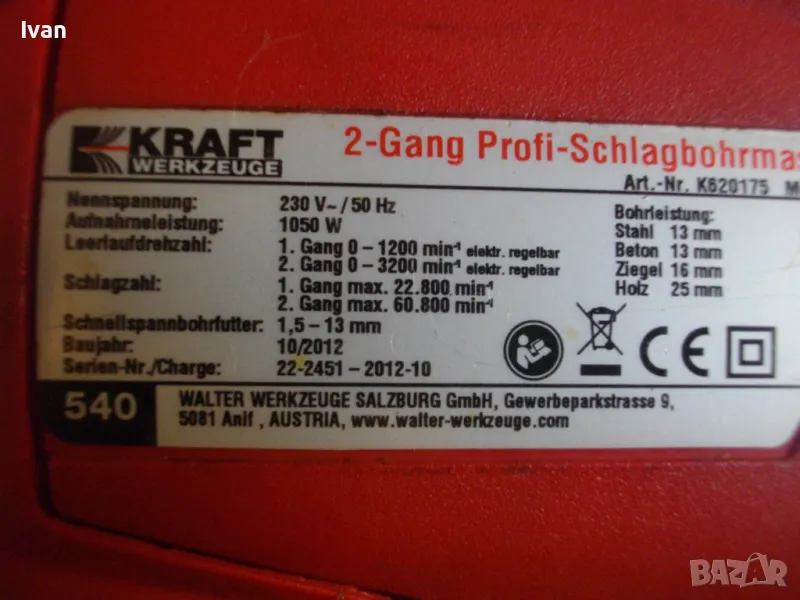 Ivan
KRAFT
WERKZEUGE
2-Gang Profi-Schlagbohrmas
Art.-Nr. K620175 M
Nennspannung: 230 V~ / 50 Hz
Aufnahmeleistung: 1050 W
Leerlaufdrehzahl: 1. Gang 0 – 1200 min⁻¹ elektr. regelbar
2. Gang 0 – 3200 min⁻¹ elektr. regelbar
Schlagzahl: 1. Gang max. 22.800 min⁻¹
2. Gang max. 60.800 min⁻¹
Schnellspannbohrfutter: 1,5 – 13 mm
Baujahr: 10/2012
Serien-Nr./Charge: 22-2451 – 2012-10
Bohrleistung:
Stahl 13 mm
Beton 13 mm
Ziegel 16 mm
Holz 25 mm
CE
540
WALTER WERKZEUGE SALZBURG GmbH, Gewerbeparkstrasse 9,
5081 Anif , AUSTRIA, www.walter-werkzeuge.com
BAZAR